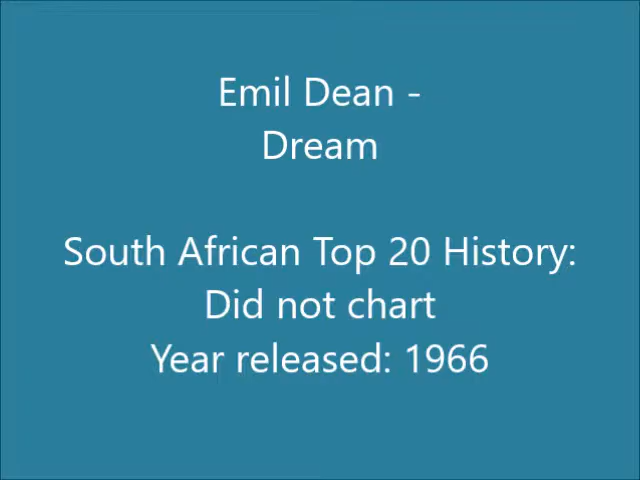 Emil Dean -
Dream
South African Top 20 History:
Did not chart
Year released: 1966